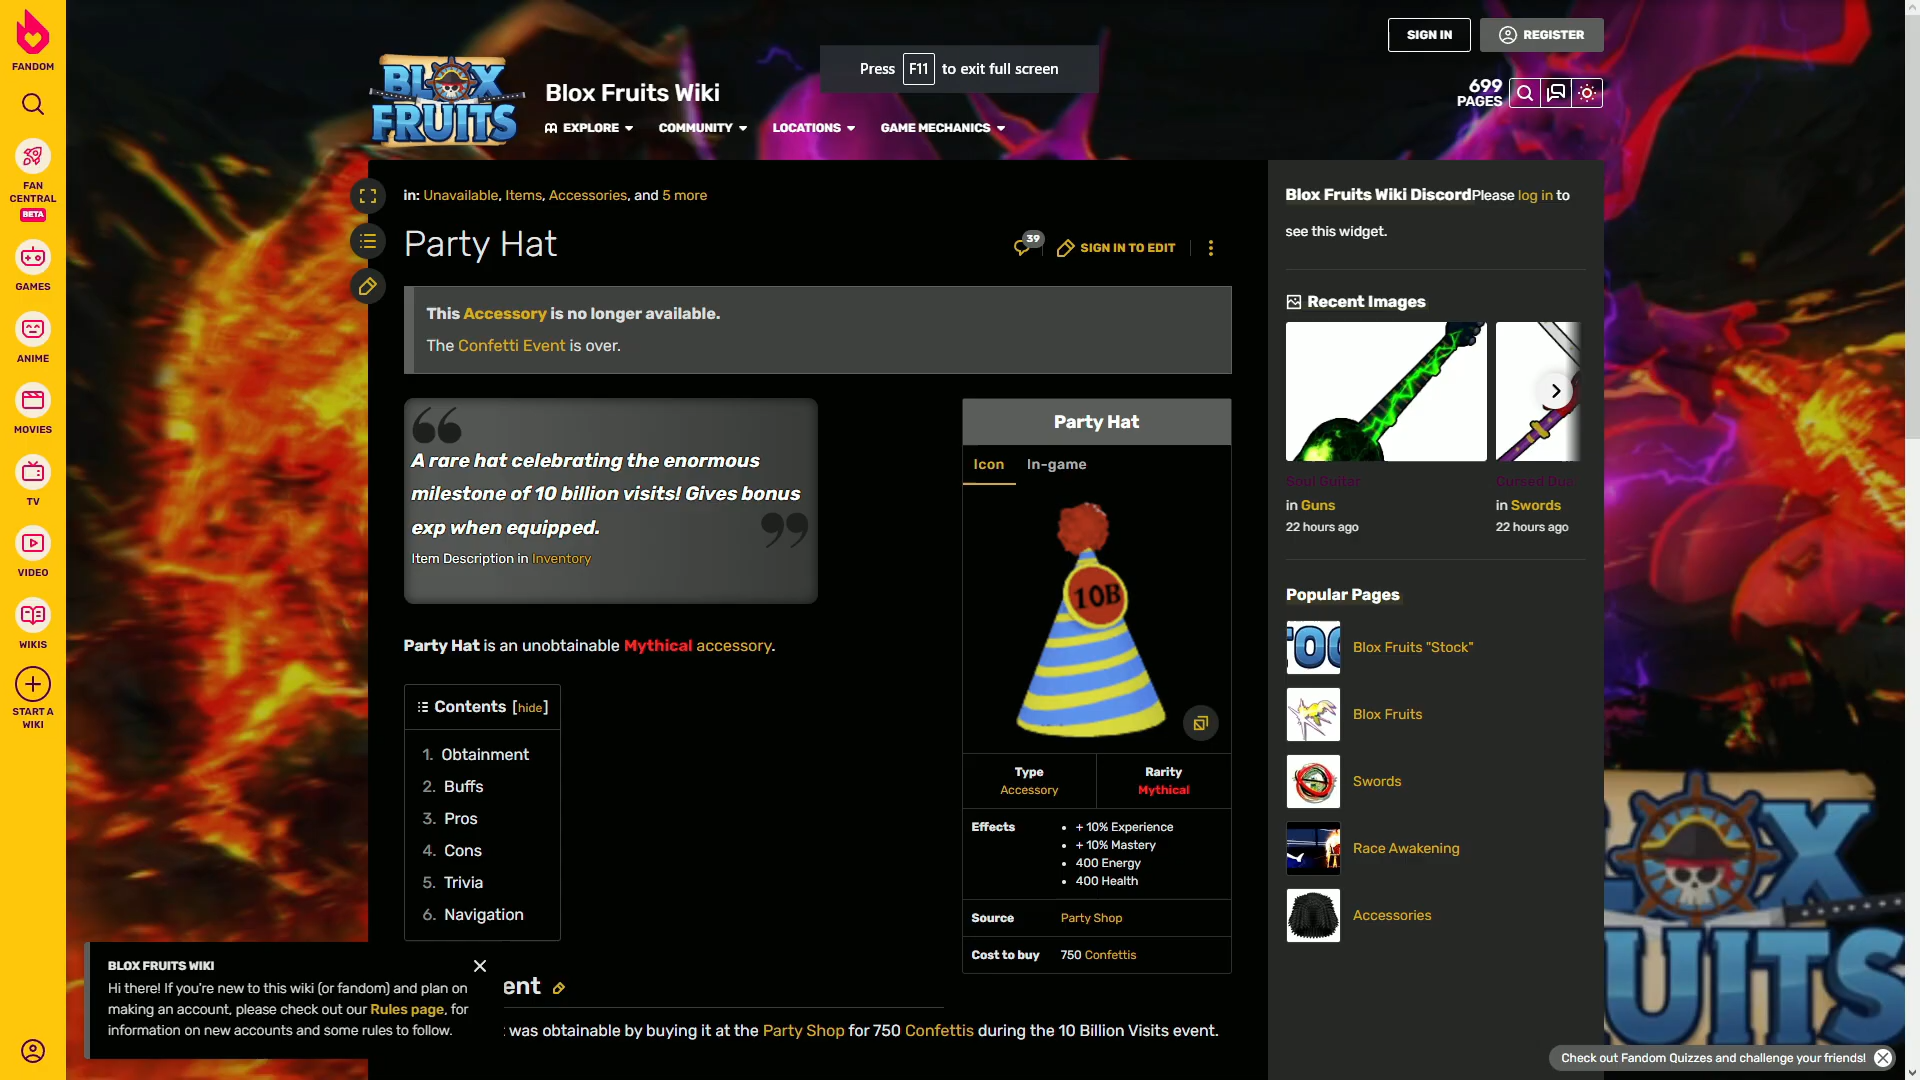 FANDOM
FAN CENTRAL
BETA
GAMES
ANIME
MOVIES
TV
VIDEO
WIKIS
START A WIKI
SIGN IN
REGISTER
Press F11 to exit full screen
BLOX FRUITS
Blox Fruits Wiki
699 PAGES
EXPLORE
COMMUNITY
LOCATIONS
GAME MECHANICS
in: Unavailable, Items, Accessories, and 5 more
Party Hat
39
SIGN IN TO EDIT
This Accessory is no longer available.
The Confetti Event is over.
A rare hat celebrating the enormous
milestone of 10 billion visits! Gives bonus
exp when equipped.
Item Description in Inventory
Party Hat is an unobtainable Mythical accessory.
Contents [hide]
1. Obtainment
2. Buffs
3. Pros
4. Cons
5. Trivia
6. Navigation
Party Hat
Icon In-game
10B
Type
Accessory
Rarity
Mythical
Effects
+ 10% Experience
+ 10% Mastery
400 Energy
400 Health
Source Party Shop
Cost to buy 750 Confettis
ent
was obtainable by buying it at the Party Shop for 750 Confettis during the 10 Billion Visits event.
BLOX FRUITS WIKI
Hi there! If you're new to this wiki (or fandom) and plan on
making an account, please check out our Rules page, for
information on new accounts and some rules to follow.
Blox Fruits Wiki DiscordPlease log in to
see this widget.
Recent Images
Soul Guitar
in Guns
22 hours ago
Cursed Du
in Swords
22 hours ago
Popular Pages
Blox Fruits "Stock"
Blox Fruits
Swords
Race Awakening
Accessories
Check out Fandom Quizzes and challenge your friends!